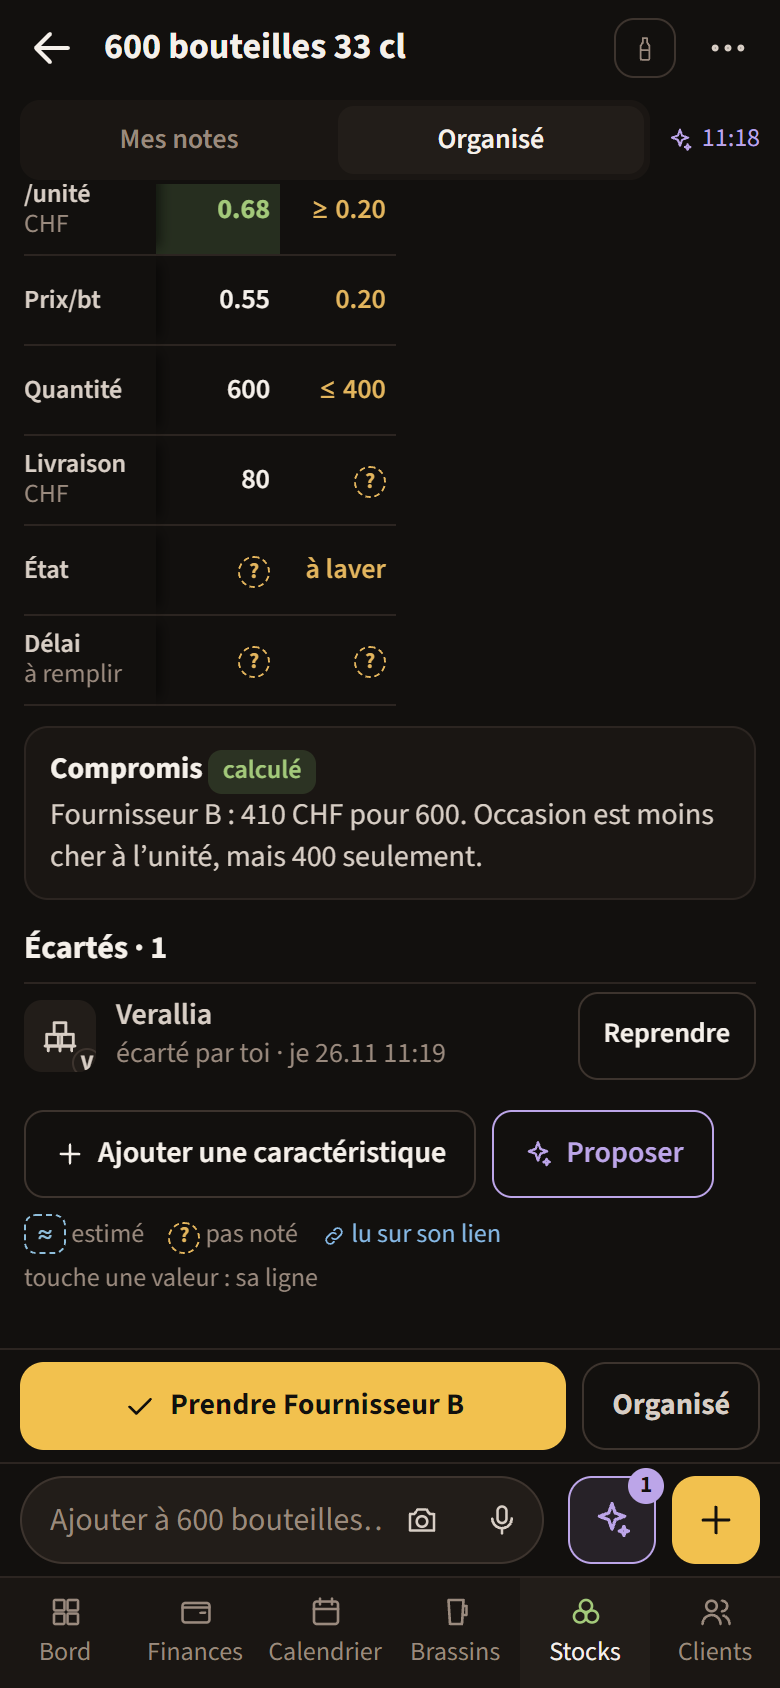 600 bouteilles 33 cl
Mes notes
Organisé
11:18
/unité
CHF
0.68
≥ 0.20
Prix/bt
0.55
0.20
Quantité
600
≤ 400
Livraison
CHF
80
?
État
?
à laver
Délai
à remplir
?
?
Compromis calculé
Fournisseur B : 410 CHF pour 600. Occasion est moins
cher à l’unité, mais 400 seulement.
Écartés · 1
V
Verallia
écarté par toi · je 26.11 11:19
Reprendre
+ Ajouter une caractéristique
Proposer
≈ estimé ? pas noté lu sur son lien
touche une valeur : sa ligne
Prendre Fournisseur B
Organisé
Ajouter à 600 bouteilles…
1
+
Bord
Finances
Calendrier
Brassins
Stocks
Clients